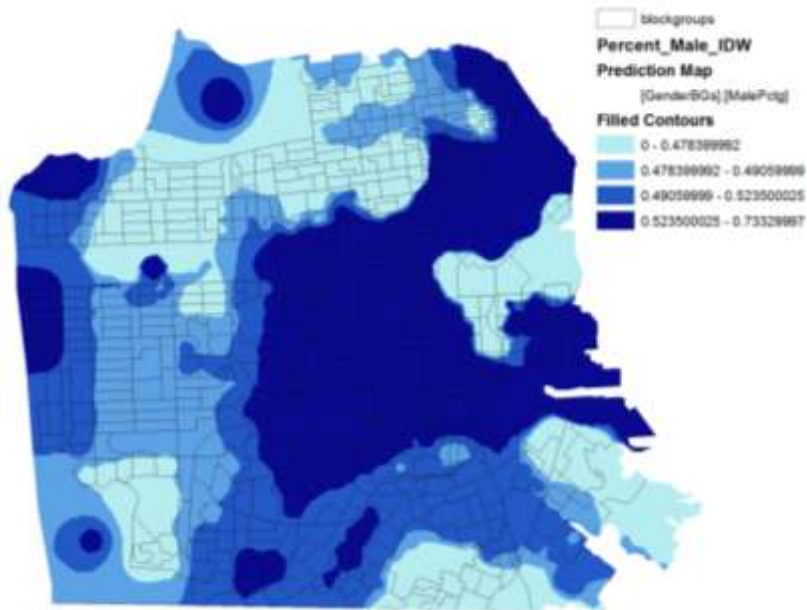 blockgroups
Percent_Male_IDW
Prediction Map
[GenderBGs].[MalePctg]
Filled Contours
0 - 0.478399992
0.478399992 - 0.49059999
0.49059999 - 0.523500025
0.523500025 - 0.73329997